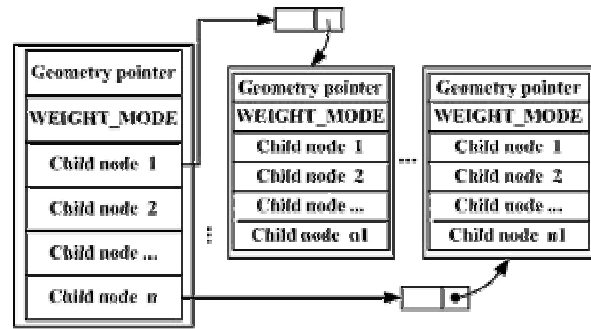 Geometry pointer
WEIGHT_MODE
Child node 1
Child node 2
Child node ...
Child node n
...
Geometry pointer
WEIGHT_MODE
Child node 1
Child node 2
Child node ...
Child node n1
...
Geometry pointer
WEIGHT_MODE
Child node 1
Child node 2
Child node ...
Child node n1